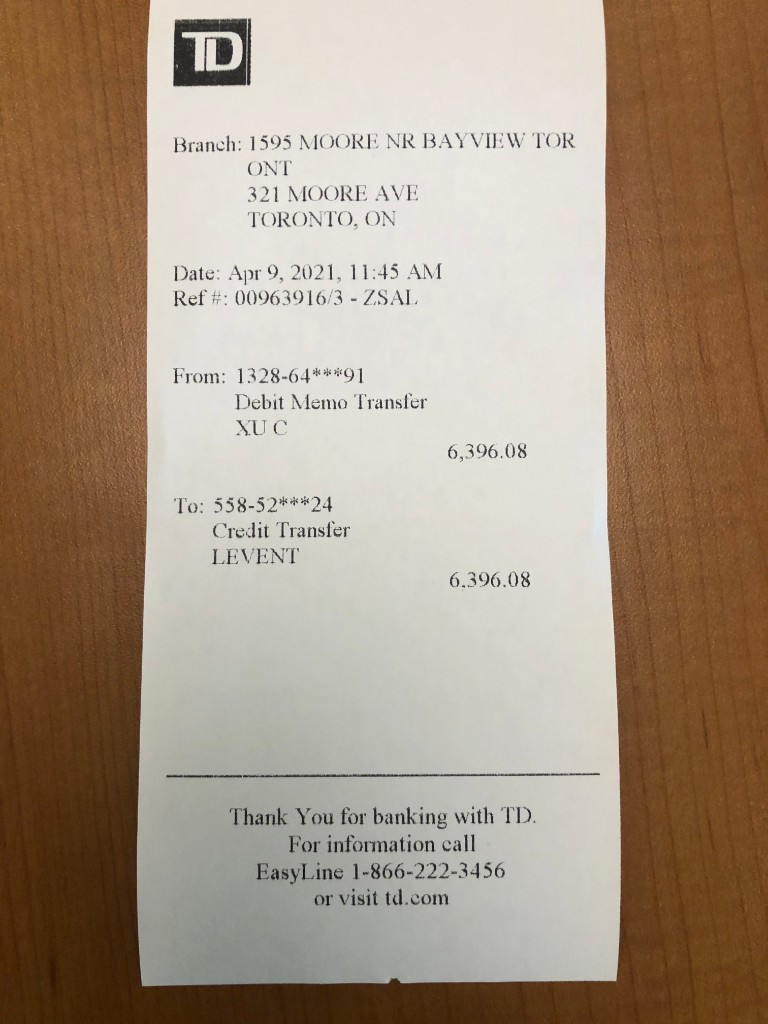 TD
Branch: 1595 MOORE NR BAYVIEW TOR
ONT
321 MOORE AVE
TORONTO, ON
Date: Apr 9, 2021, 11:45 AM
Ref #: 00963916/3 - ZSAL
From: 1328-64***91
Debit Memo Transfer
XU C
6,396.08
To: 558-52***24
Credit Transfer
LEVENT
6,396.08
Thank You for banking with TD.
For information call
EasyLine 1-866-222-3456
or visit td.com